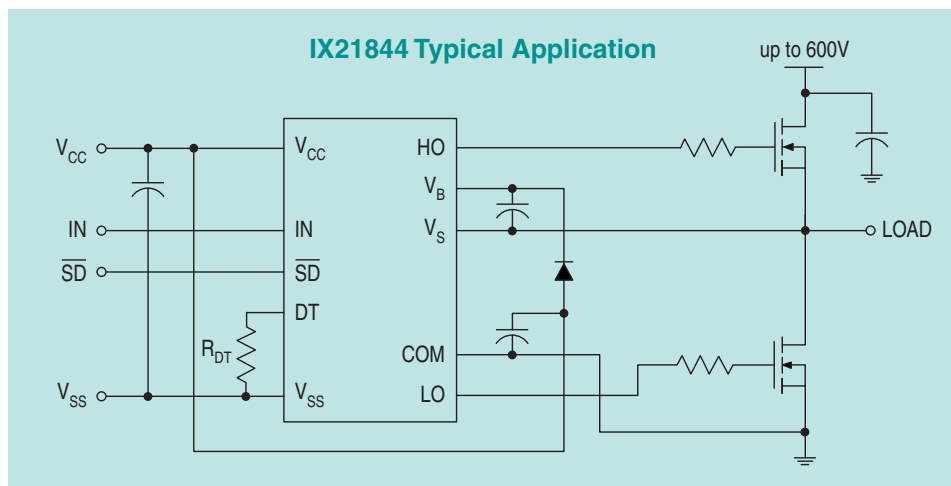 IX21844 Typical Application
up to 600V
VCC
VCC
HO
VB
IN
IN
VS
LOAD
SD
SD
DT
RDT
COM
VSS
VSS
LO